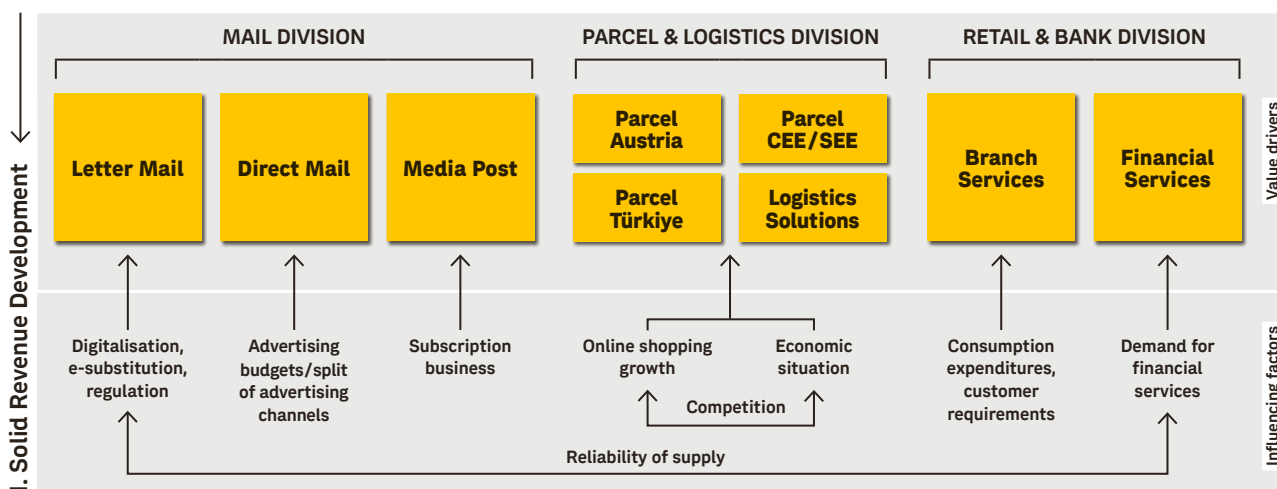 MAIL DIVISION
PARCEL & LOGISTICS DIVISION
RETAIL & BANK DIVISION
Letter Mail
Direct Mail
Media Post
Parcel
Austria
Parcel
CEE/SEE
Parcel
Türkiye
Logistics
Solutions
Branch
Services
Financial
Services
Value drivers
. Solid Revenue Development
Digitalisation,
e-substitution,
regulation
Advertising
budgets/split
of advertising
channels
Subscription
business
Online shopping
growth
Economic
situation
Competition
Consumption
expenditures,
customer
requirements
Demand for
financial
services
Reliability of supply
Influencing factors